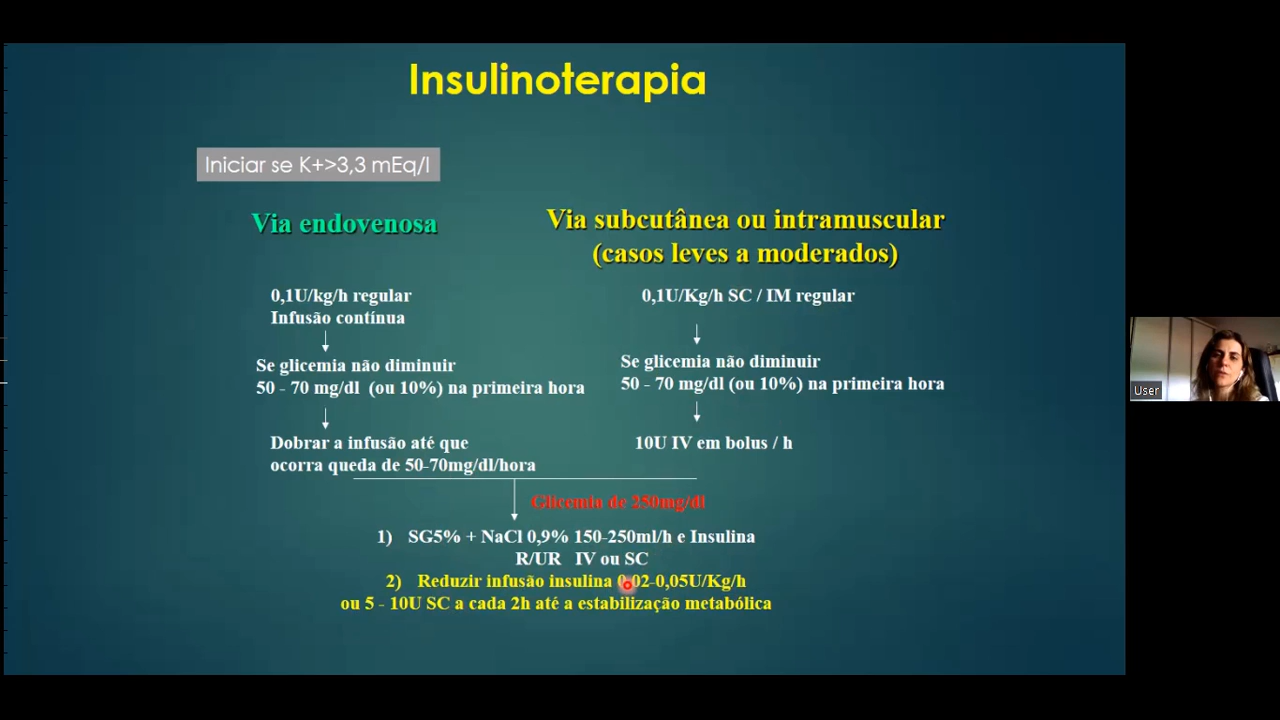 Insulinoterapia
Iniciar se K+>3,3 mEq/l
Via endovenosa
0,1U/kg/h regular
Infusão contínua
Se glicemia não diminuir
50 - 70 mg/dl (ou 10%) na primeira hora
Dobrar a infusão até que
ocorra queda de 50-70mg/dl/hora
Via subcutânea ou intramuscular
(casos leves a moderados)
0,1U/Kg/h SC / IM regular
Se glicemia não diminuir
50 - 70 mg/dl (ou 10%) na primeira hora
10U IV em bolus / h
Glicemia de 250mg/dl
1) SG5% + NaCl 0,9% 150-250ml/h e Insulina
R/UR IV ou SC
2) Reduzir infusão insulina 0,02-0,05U/Kg/h
ou 5 - 10U SC a cada 2h até a estabilização metabólica
User